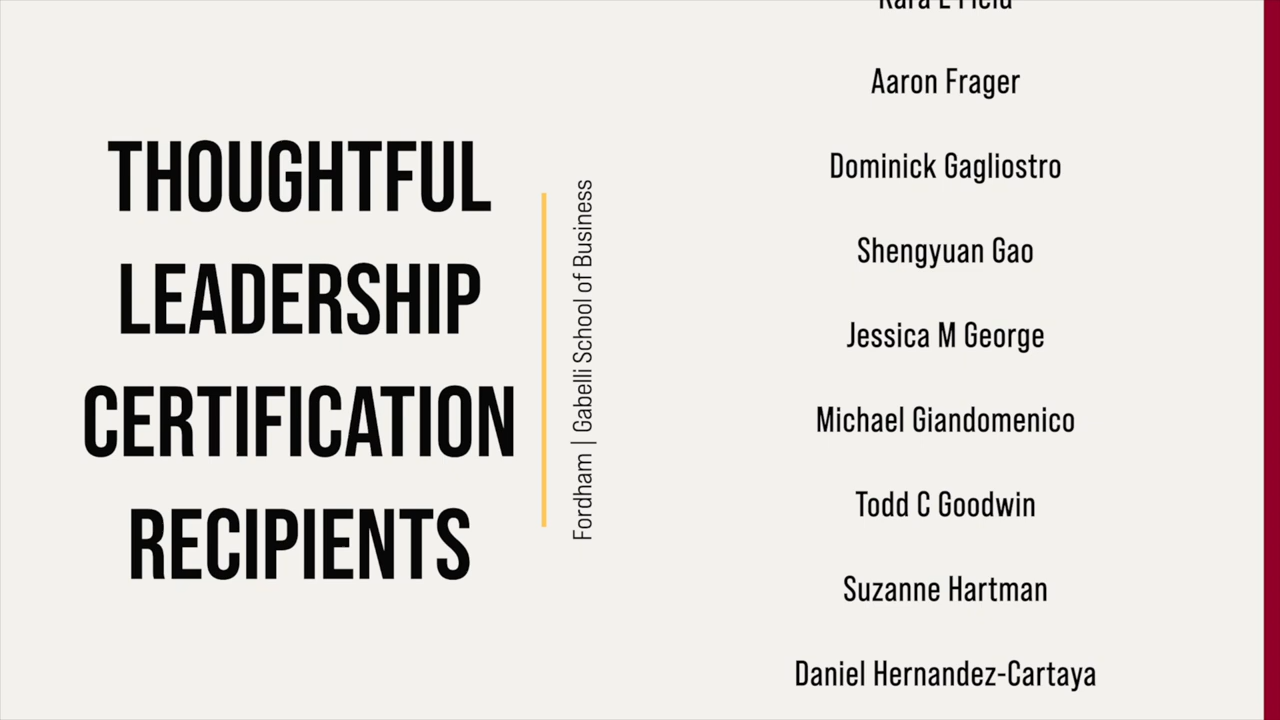 THOUGHTFUL
LEADERSHIP
CERTIFICATION
RECIPIENTS
Fordham | Gabelli School of Business
Aaron Frager
Dominick Gagliostro
Shengyuan Gao
Jessica M George
Michael Giandomenico
Todd C Goodwin
Suzanne Hartman
Daniel Hernandez-Cartaya